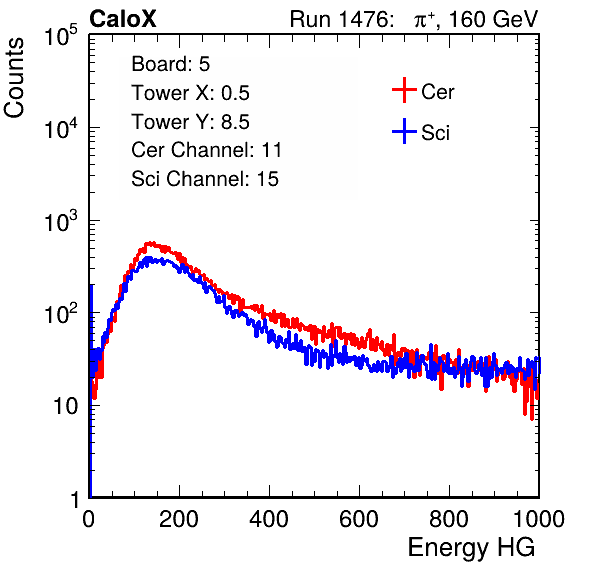 CaloX Run 1476: π⁺, 160 GeV
Counts
10⁵
10⁴
10³
10²
10
1
Board: 5
Tower X: 0.5
Tower Y: 8.5
Cer Channel: 11
Sci Channel: 15
Cer
Sci
0 200 400 600 800 1000
Energy HG